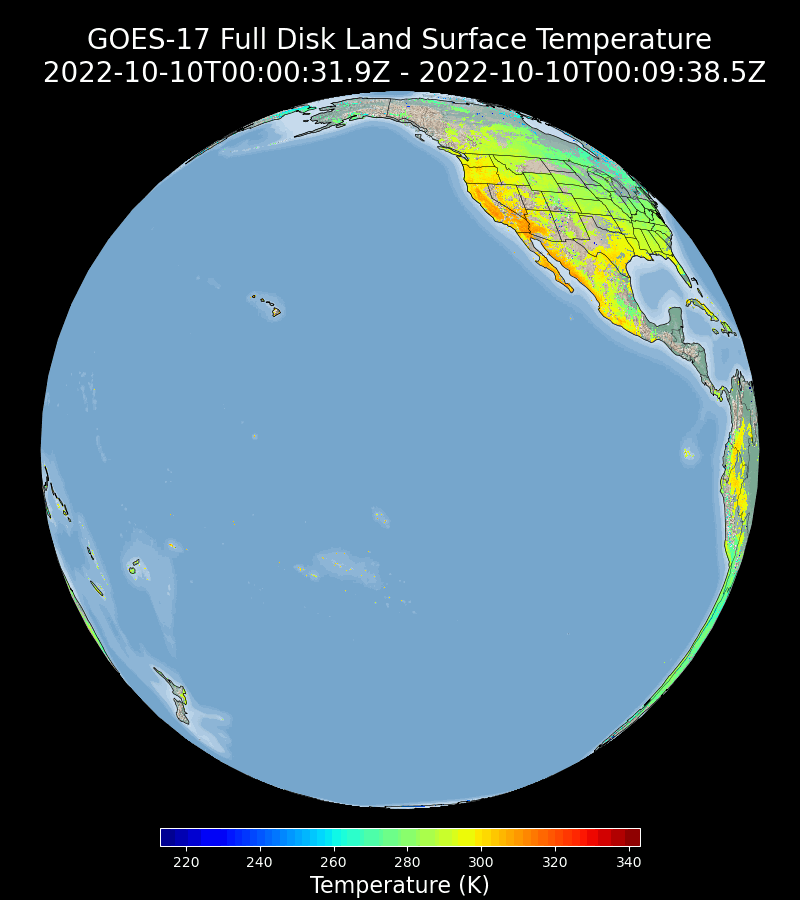 GOES-17 Full Disk Land Surface Temperature
2022-10-10T00:00:31.9Z - 2022-10-10T00:09:38.5Z
220 240 260 280 300 320 340
Temperature (K)